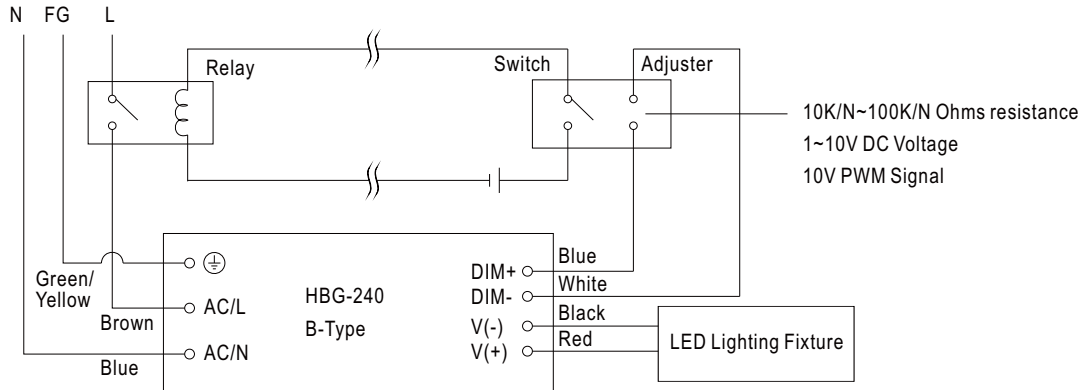 N FG L
Relay
Switch
Adjuster
10K/N~100K/N Ohms resistance
1~10V DC Voltage
10V PWM Signal
Green/
Yellow
Brown
Blue
AC/L
AC/N
HBG-240
B-Type
DIM+
DIM-
V(-)
V(+)
Blue
White
Black
Red
LED Lighting Fixture